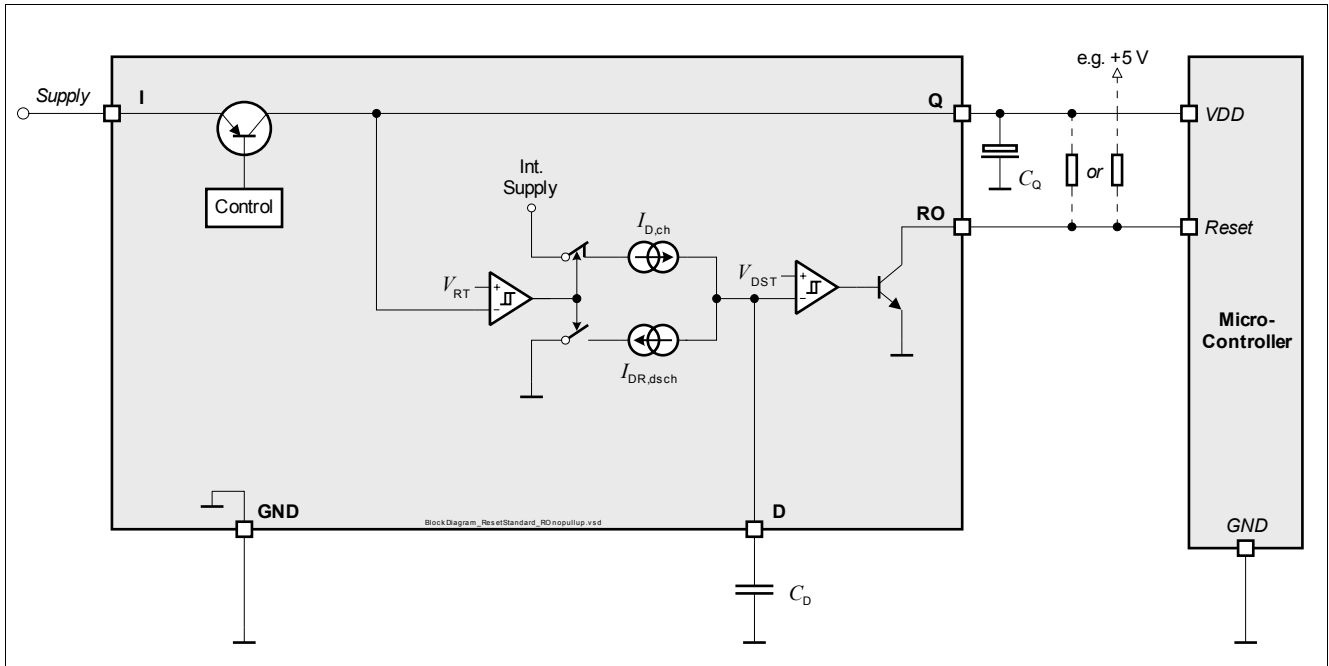 e.g. +5 V
Supply
I
Q
VDD
Int.
Supply
C_Q
or
Control
RO
Reset
I_D,ch
V_RT
+
-
V_DST
+
-
Micro-
Controller
I_DR,dsch
GND
BlockDiagram_ResetStandard_ROnopullup.vsd
D
GND
C_D